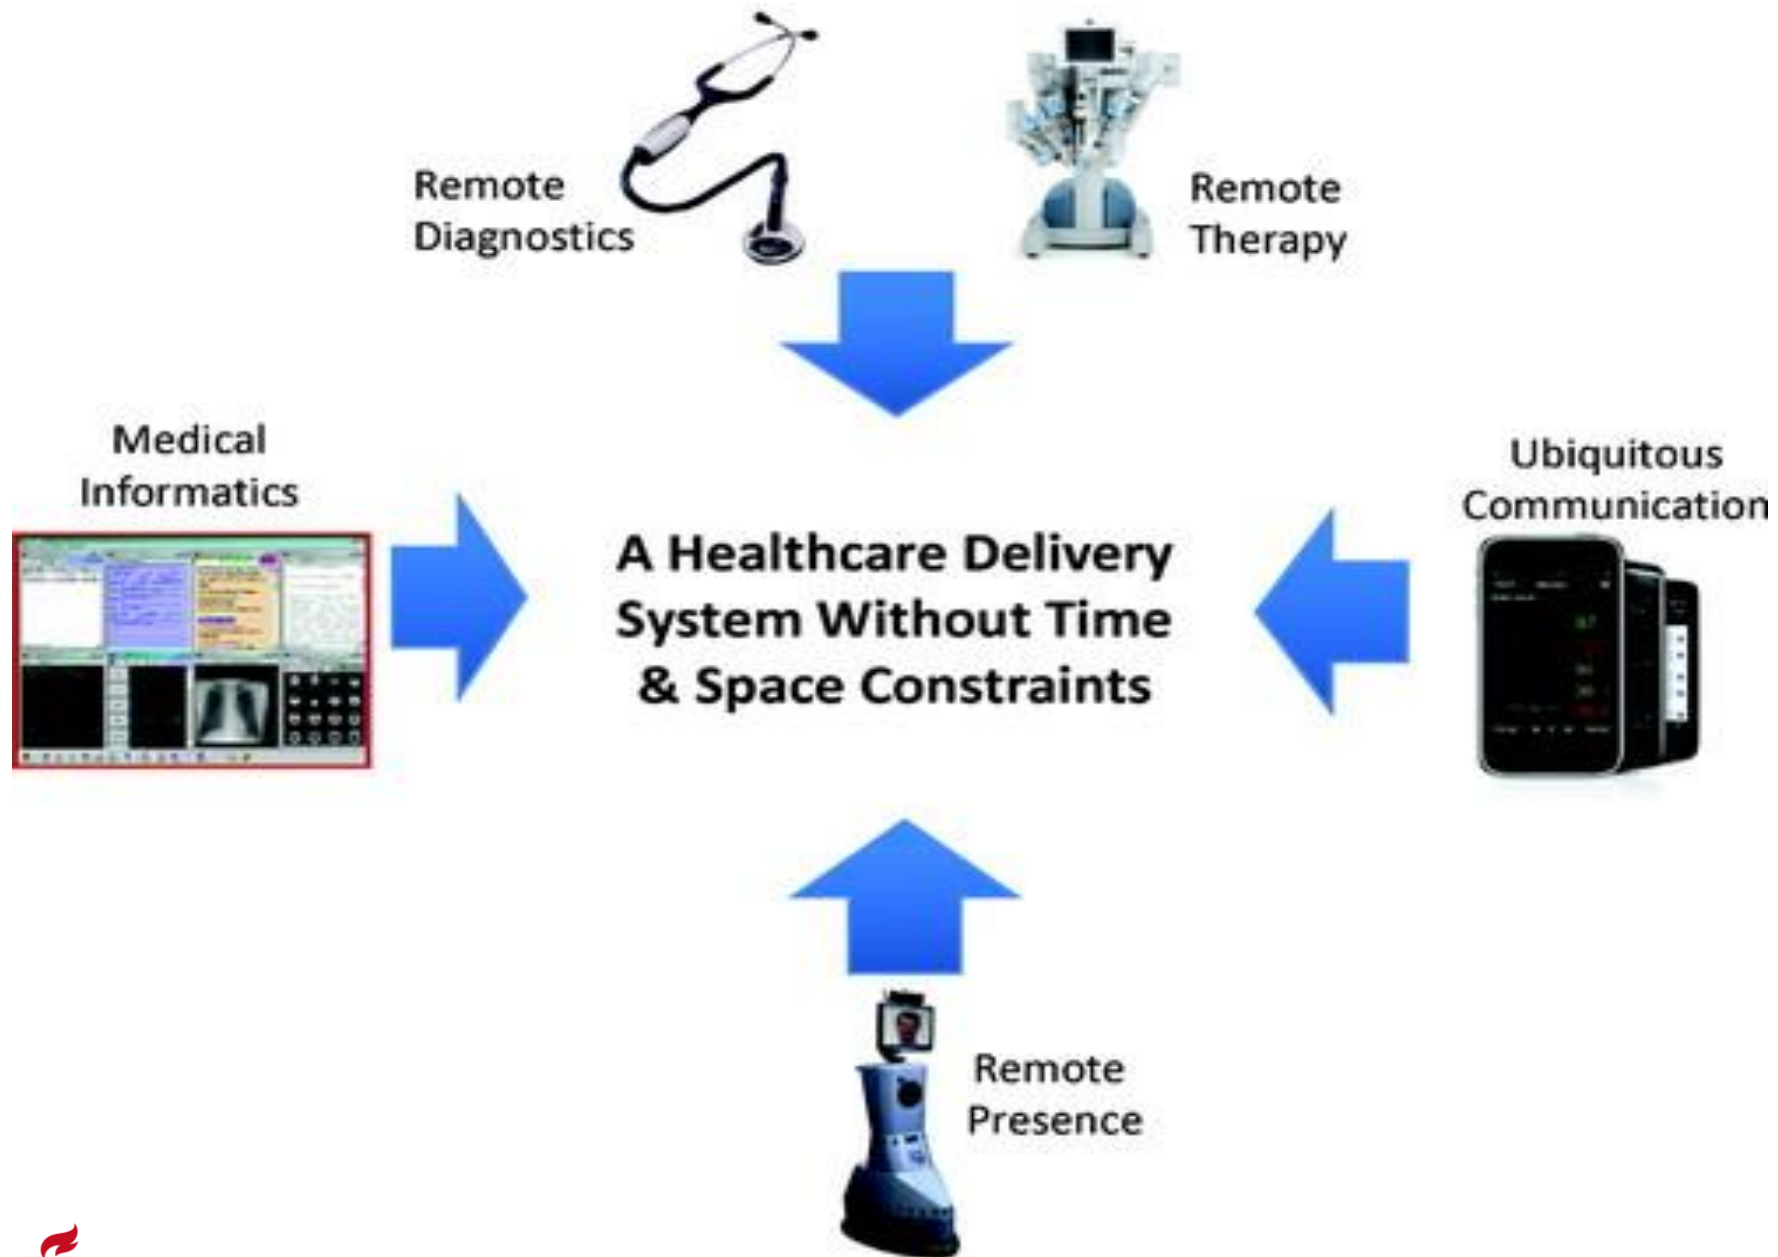 Remote
Diagnostics
Remote
Therapy
Medical
Informatics
Ubiquitous
Communication
A Healthcare Delivery
System Without Time
& Space Constraints
Remote
Presence